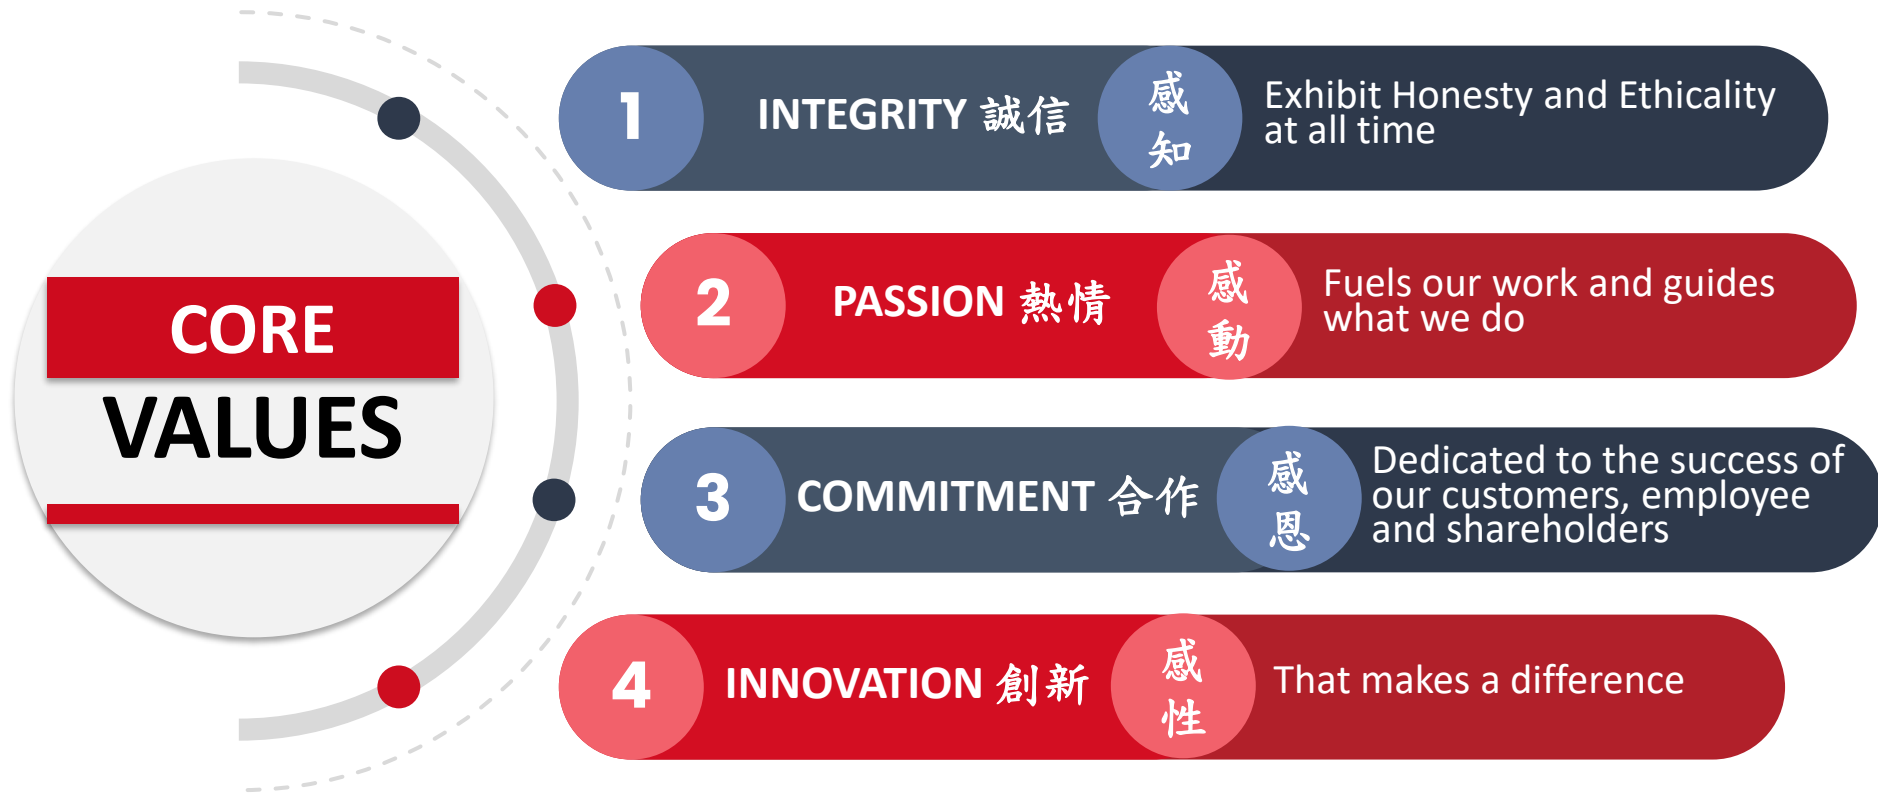 CORE
VALUES
1
INTEGRITY 誠信
感
知
Exhibit Honesty and Ethicality
at all time
2
PASSION 熱情
感
動
Fuels our work and guides
what we do
3
COMMITMENT 合作
感
恩
Dedicated to the success of
our customers, employee
and shareholders
4
INNOVATION 創新
感
性
That makes a difference